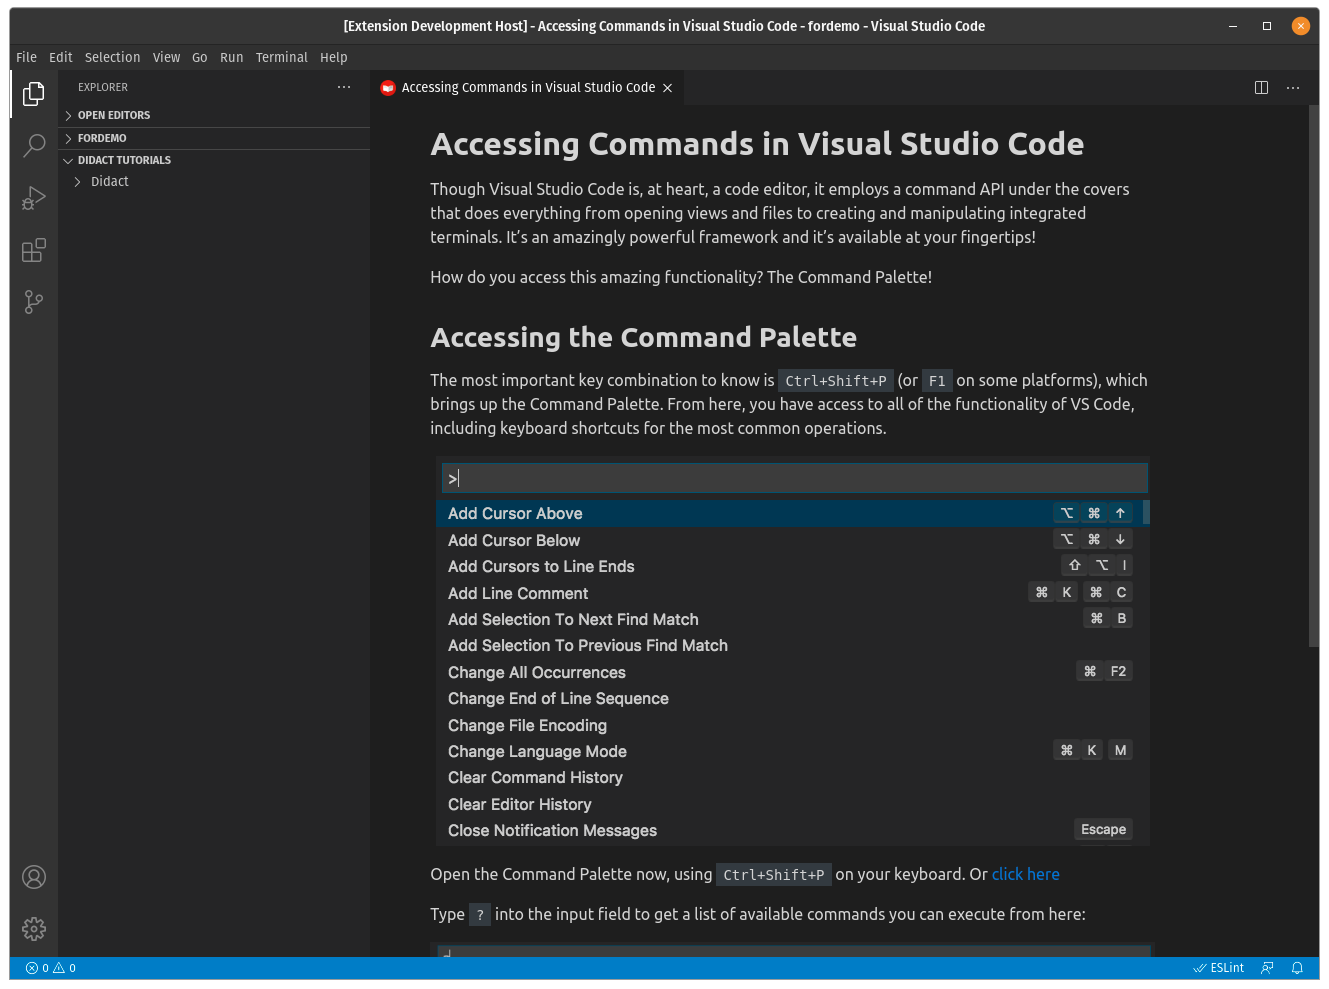 [Extension Development Host] - Accessing Commands in Visual Studio Code - fordemo - Visual Studio Code
File Edit Selection View Go Run Terminal Help
EXPLORER
OPEN EDITORS
FORDEMO
DIDACT TUTORIALS
Didact
Accessing Commands in Visual Studio Code
Accessing Commands in Visual Studio Code
Though Visual Studio Code is, at heart, a code editor, it employs a command API under the covers
that does everything from opening views and files to creating and manipulating integrated
terminals. It’s an amazingly powerful framework and it’s available at your fingertips!
How do you access this amazing functionality? The Command Palette!
Accessing the Command Palette
The most important key combination to know is Ctrl+Shift+P (or F1 on some platforms), which
brings up the Command Palette. From here, you have access to all of the functionality of VS Code,
including keyboard shortcuts for the most common operations.
>
Add Cursor Above ⌥ ⌘ ↑
Add Cursor Below ⌥ ⌘ ↓
Add Cursors to Line Ends ⇧ ⌥ I
Add Line Comment ⌘ K ⌘ C
Add Selection To Next Find Match ⌘ B
Add Selection To Previous Find Match
Change All Occurrences ⌘ F2
Change End of Line Sequence
Change File Encoding
Change Language Mode ⌘ K M
Clear Command History
Clear Editor History
Close Notification Messages Escape
Open the Command Palette now, using Ctrl+Shift+P on your keyboard. Or click here
Type ? into the input field to get a list of available commands you can execute from here:
0 0 ESLint